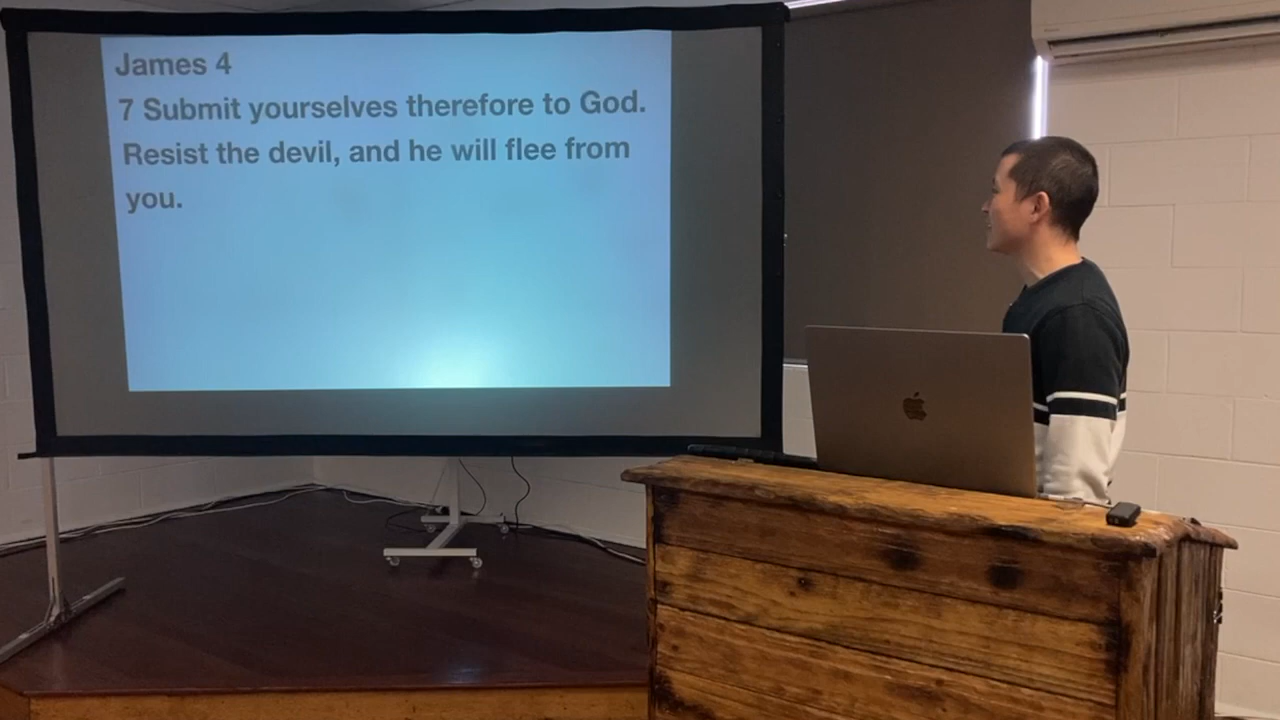 James 4
7 Submit yourselves therefore to God.
Resist the devil, and he will flee from
you.